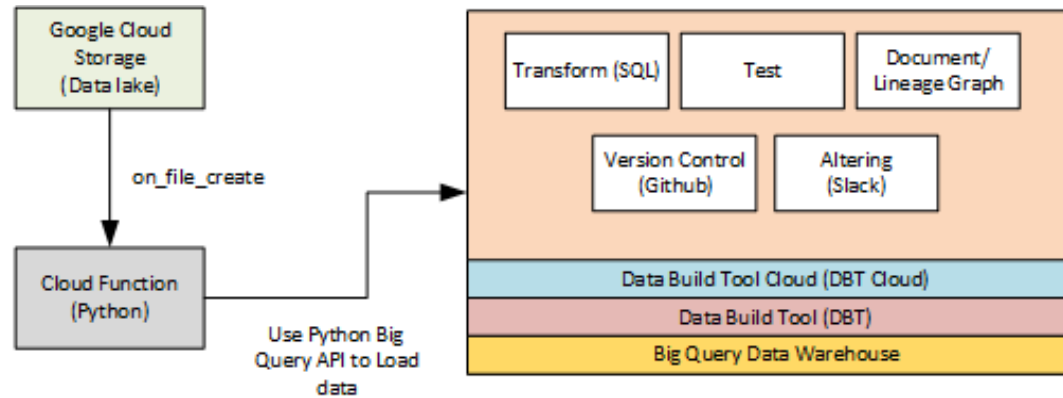 Google Cloud
Storage
(Data lake)
on_file_create
Cloud Function
(Python)
Use Python Big
Query API to Load
data
Transform (SQL)
Test
Document/
Lineage Graph
Version Control
(Github)
Altering
(Slack)
Data Build Tool Cloud (DBT Cloud)
Data Build Tool (DBT)
Big Query Data Warehouse